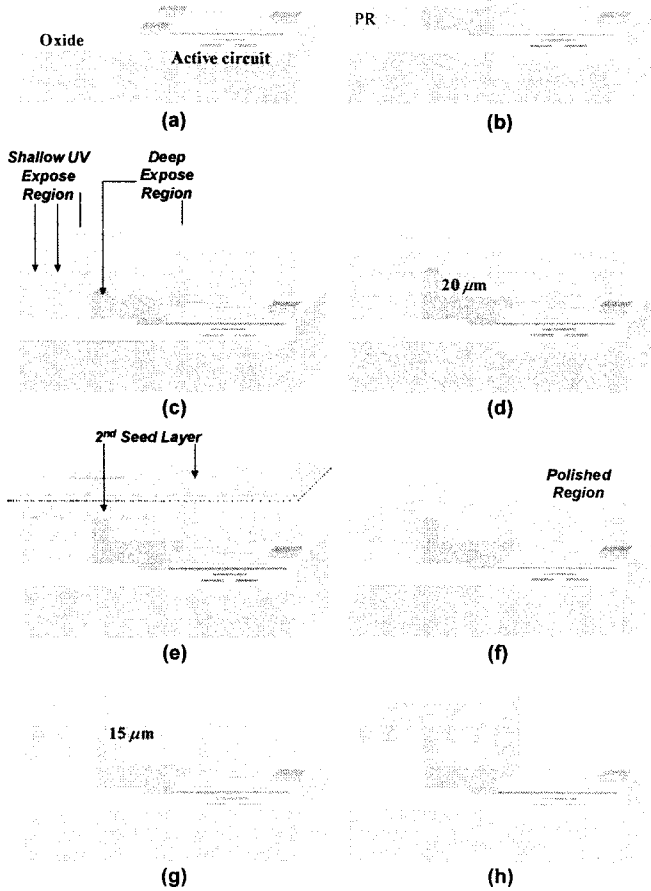 Oxide
Active circuit
(a)
PR
(b)
Shallow UV
Expose
Region
Deep
Expose
Region
(c)
20 μm
(d)
2nd Seed Layer
(e)
Polished
Region
(f)
15 μm
(g)
(h)